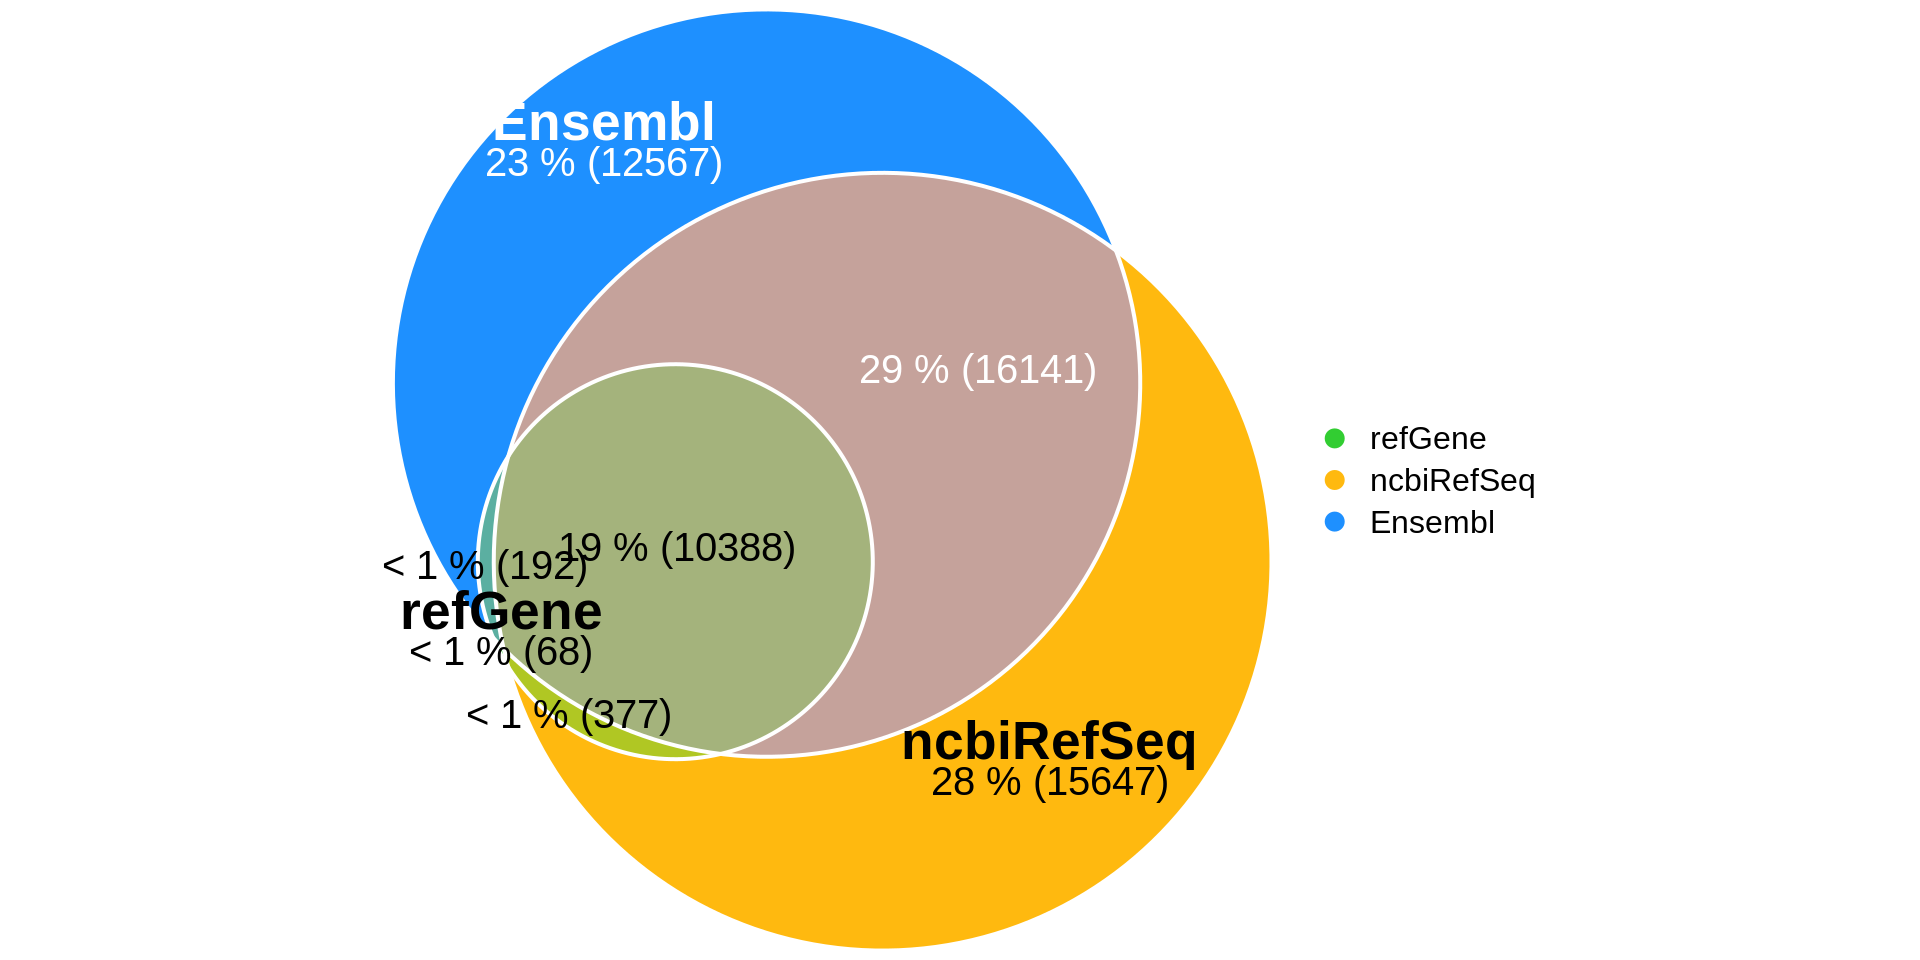 Ensembl
23 % (12567)
29 % (16141)
19 % (10388)
< 1 % (192)
refGene
< 1 % (68)
< 1 % (377)
ncbiRefSeq
28 % (15647)
refGene
ncbiRefSeq
Ensembl